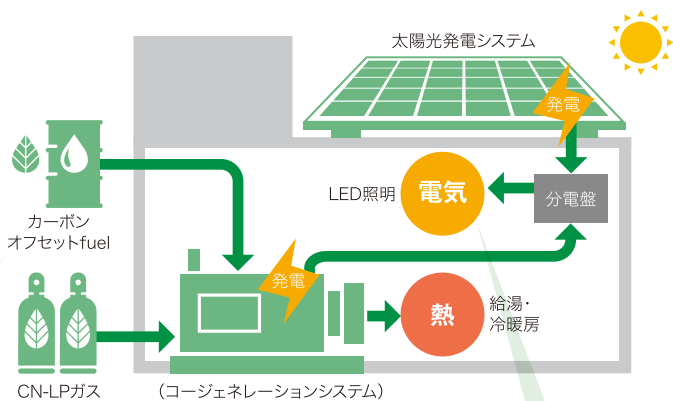 太陽光発電システム
発電
カーボン
オフセットfuel
LED照明
電気
分電盤
発電
熱
給湯・
冷暖房
CN-LPガス
(コージェネレーションシステム)